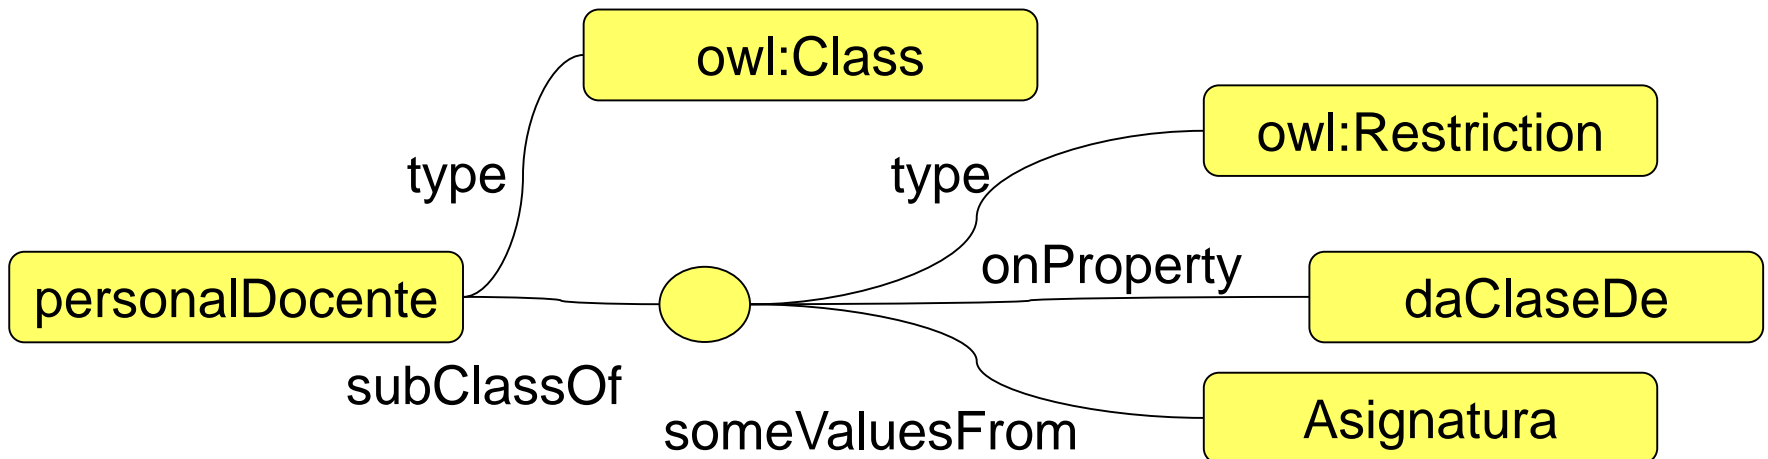 owl:Class
owl:Restriction
type
type
onProperty
personalDocente
daClaseDe
subClassOf
someValuesFrom
Asignatura